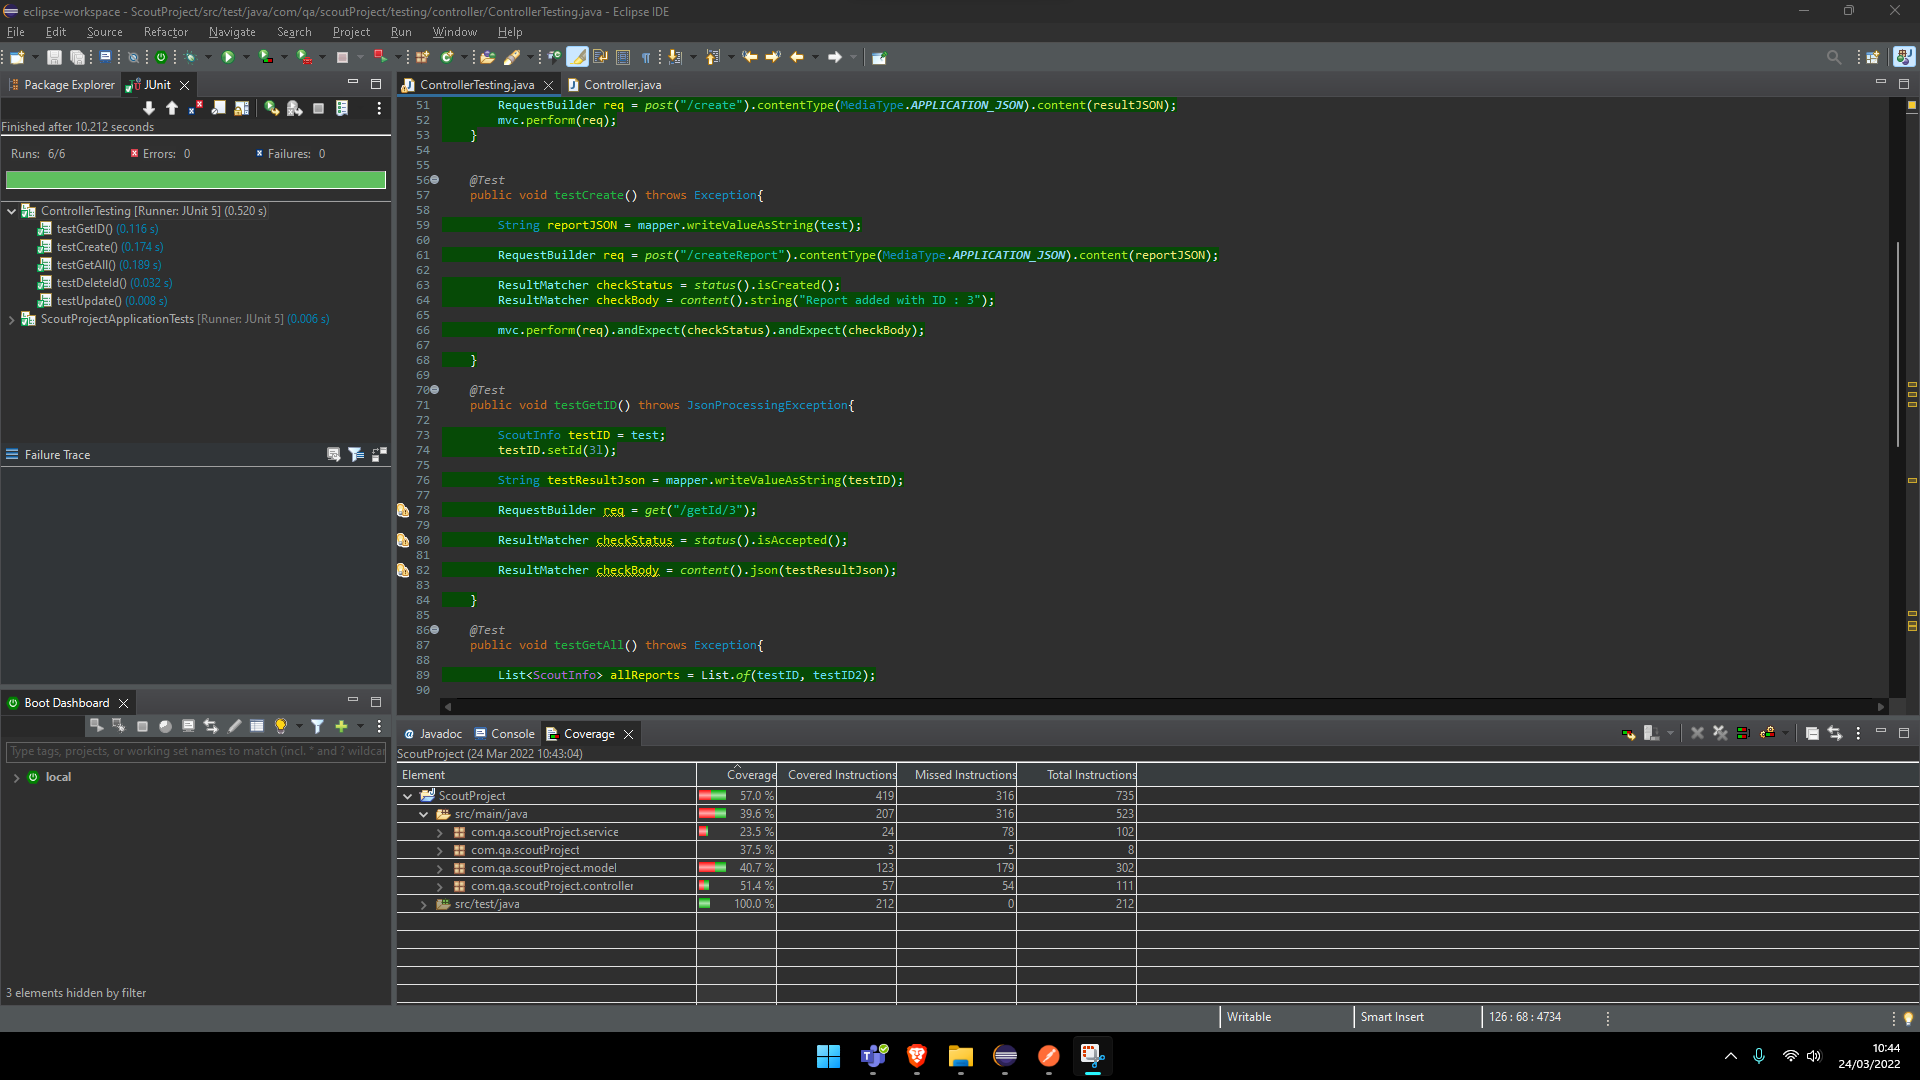 eclipse-workspace - ScoutProject/src/test/java/com/qa/scoutProject/testing/controller/ControllerTesting.java - Eclipse IDE
File Edit Source Refactor Navigate Search Project Run Window Help
Package Explorer JUnit
Finished after 10.212 seconds
Runs: 6/6 Errors: 0 Failures: 0
ControllerTesting [Runner: JUnit 5] (0.520 s)
testGetID() (0.116 s)
testCreate() (0.174 s)
testGetAll() (0.189 s)
testDeleteId() (0.032 s)
testUpdate() (0.008 s)
ScoutProjectApplicationTests [Runner: JUnit 5] (0.006 s)
Failure Trace
Boot Dashboard
Type tags, projects, or working set names to match (incl. * and ? wildcar
local
3 elements hidden by filter
ControllerTesting.java Controller.java
51 RequestBuilder req = post("/create").contentType(MediaType.APPLICATION_JSON).content(resultJSON);
52 mvc.perform(req);
53 }
54
55
56 @Test
57 public void testCreate() throws Exception{
58
59 String reportJSON = mapper.writeValueAsString(test);
60
61 RequestBuilder req = post("/createReport").contentType(MediaType.APPLICATION_JSON).content(reportJSON);
62
63 ResultMatcher checkStatus = status().isCreated();
64 ResultMatcher checkBody = content().string("Report added with ID : 3");
65
66 mvc.perform(req).andExpect(checkStatus).andExpect(checkBody);
67
68 }
69
70 @Test
71 public void testGetID() throws JsonProcessingException{
72
73 ScoutInfo testID = test;
74 testID.setId(3l);
75
76 String testResultJson = mapper.writeValueAsString(testID);
77
78 RequestBuilder req = get("/getId/3");
79
80 ResultMatcher checkStatus = status().isAccepted();
81
82 ResultMatcher checkBody = content().json(testResultJson);
83
84 }
85
86 @Test
87 public void testGetAll() throws Exception{
88
89 List<ScoutInfo> allReports = List.of(testID, testID2);
90
Javadoc Console Coverage
ScoutProject (24 Mar 2022 10:43:04)
Element Coverage Covered Instructions Missed Instructions Total Instructions
ScoutProject 57.0 % 419 316 735
src/main/java 39.6 % 207 316 523
com.qa.scoutProject.service 23.5 % 24 78 102
com.qa.scoutProject 37.5 % 3 5 8
com.qa.scoutProject.model 40.7 % 123 179 302
com.qa.scoutProject.controller 51.4 % 57 54 111
src/test/java 100.0 % 212 0 212
Writable Smart Insert 126 : 68 : 4734
10:44
24/03/2022